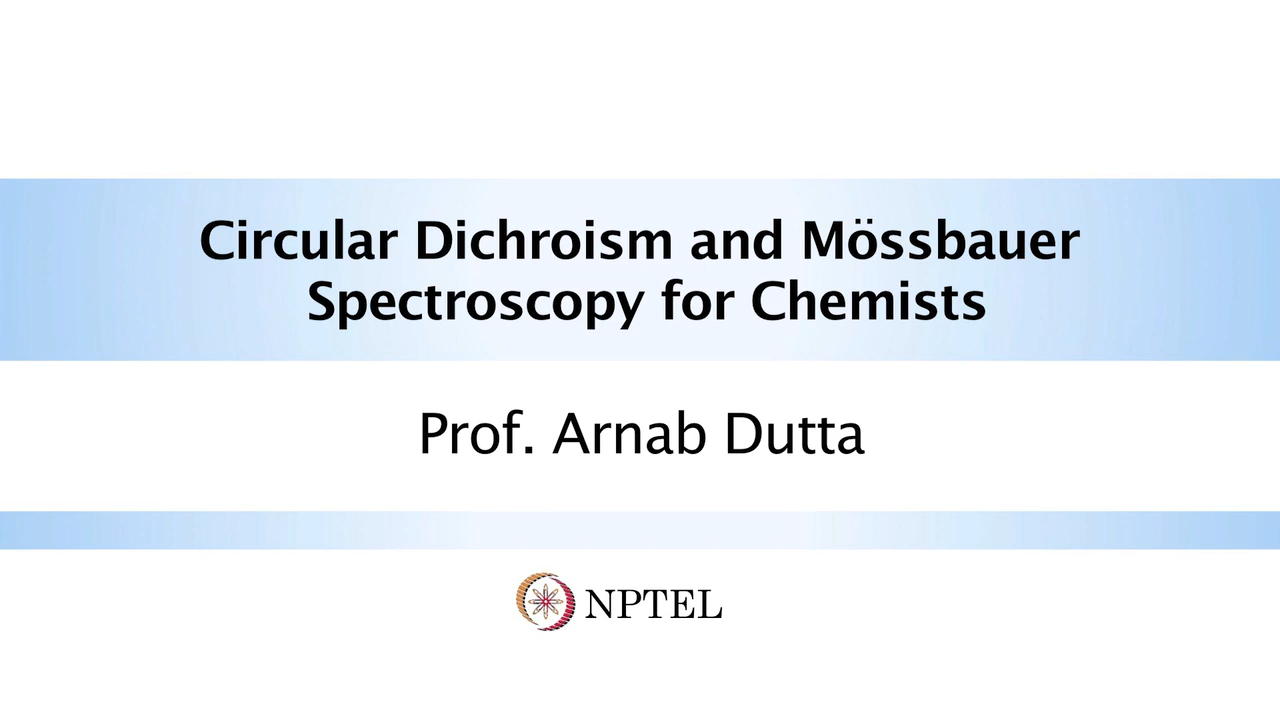 Circular Dichroism and Mössbauer
Spectroscopy for Chemists
Prof. Arnab Dutta
NPTEL